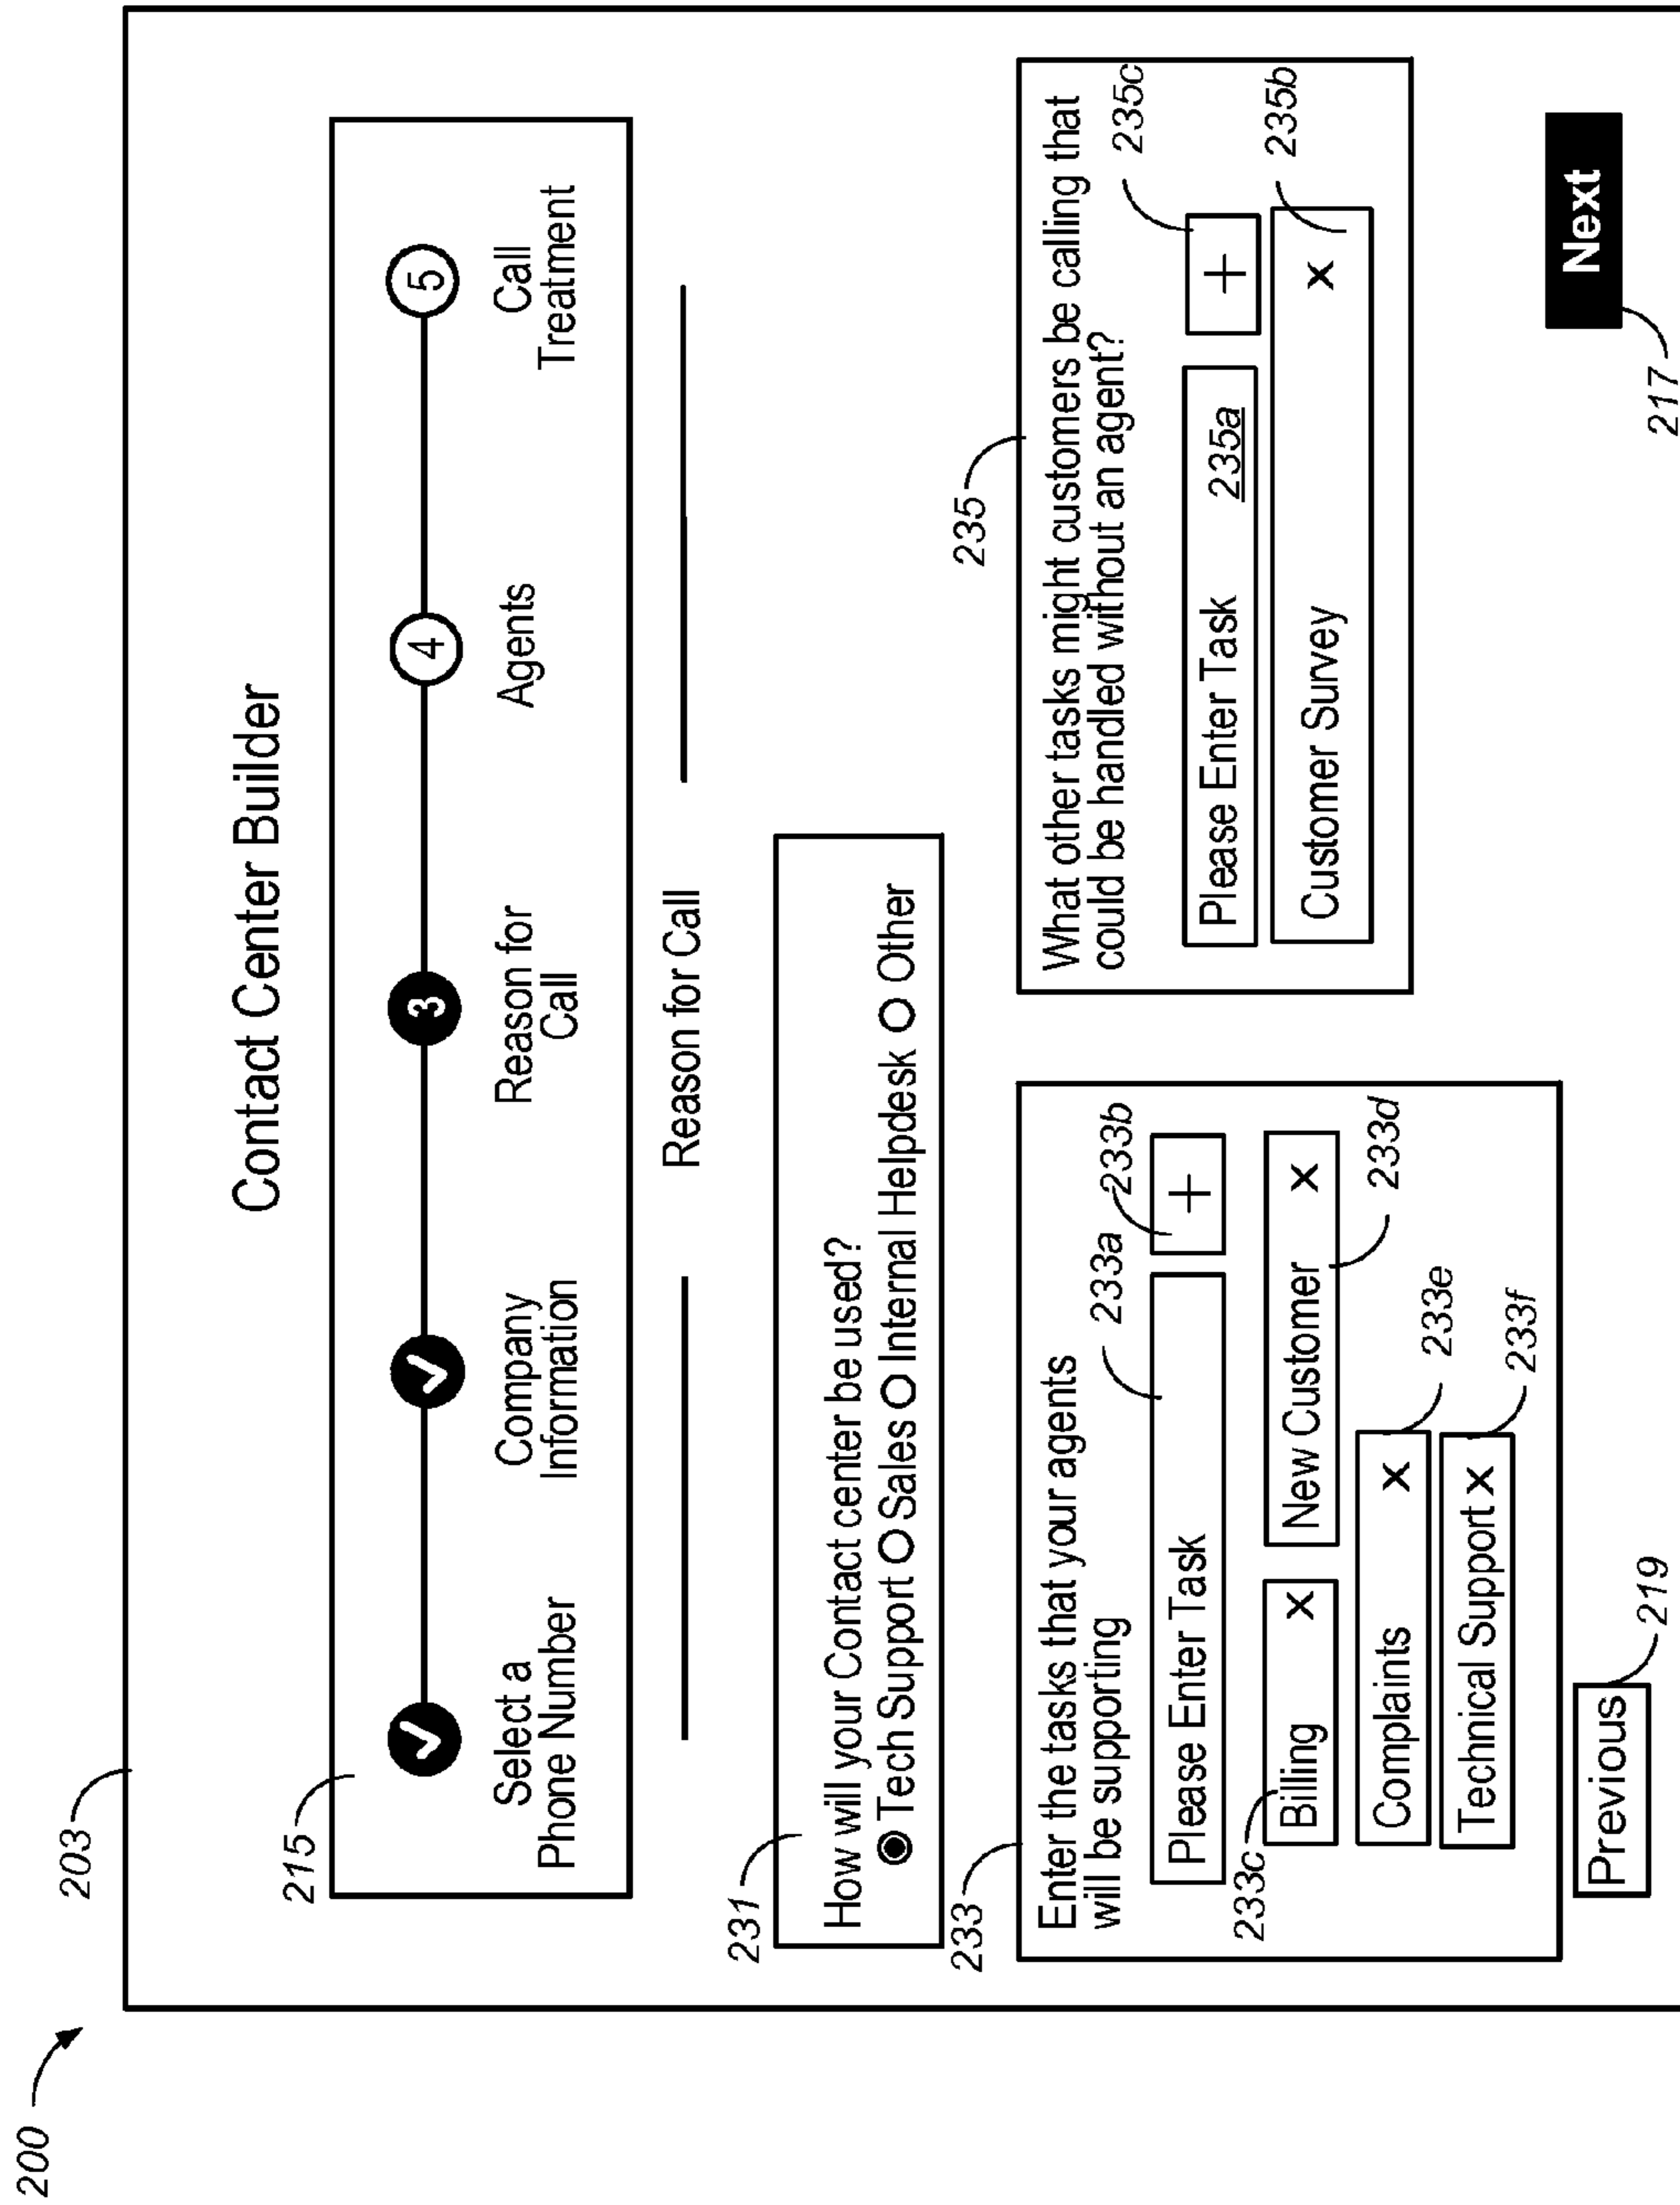 200
203
Contact Center Builder
215
3
4
5
Select a
Phone Number
Company
Information
Reason for
Call
Agents
Call
Treatment
Reason for Call
231
How will your Contact center be used?
Tech Support Sales Internal Helpdesk Other
233
Enter the tasks that your agents
will be supporting
233a
233b
Please Enter Task +
233c
Billing X
New Customer X
233d
Complaints X
233e
Technical Support X
233f
235
What other tasks might customers be calling that
could be handled without an agent?
235c
Please Enter Task 235a +
Customer Survey X
235b
Previous
219
Next
217